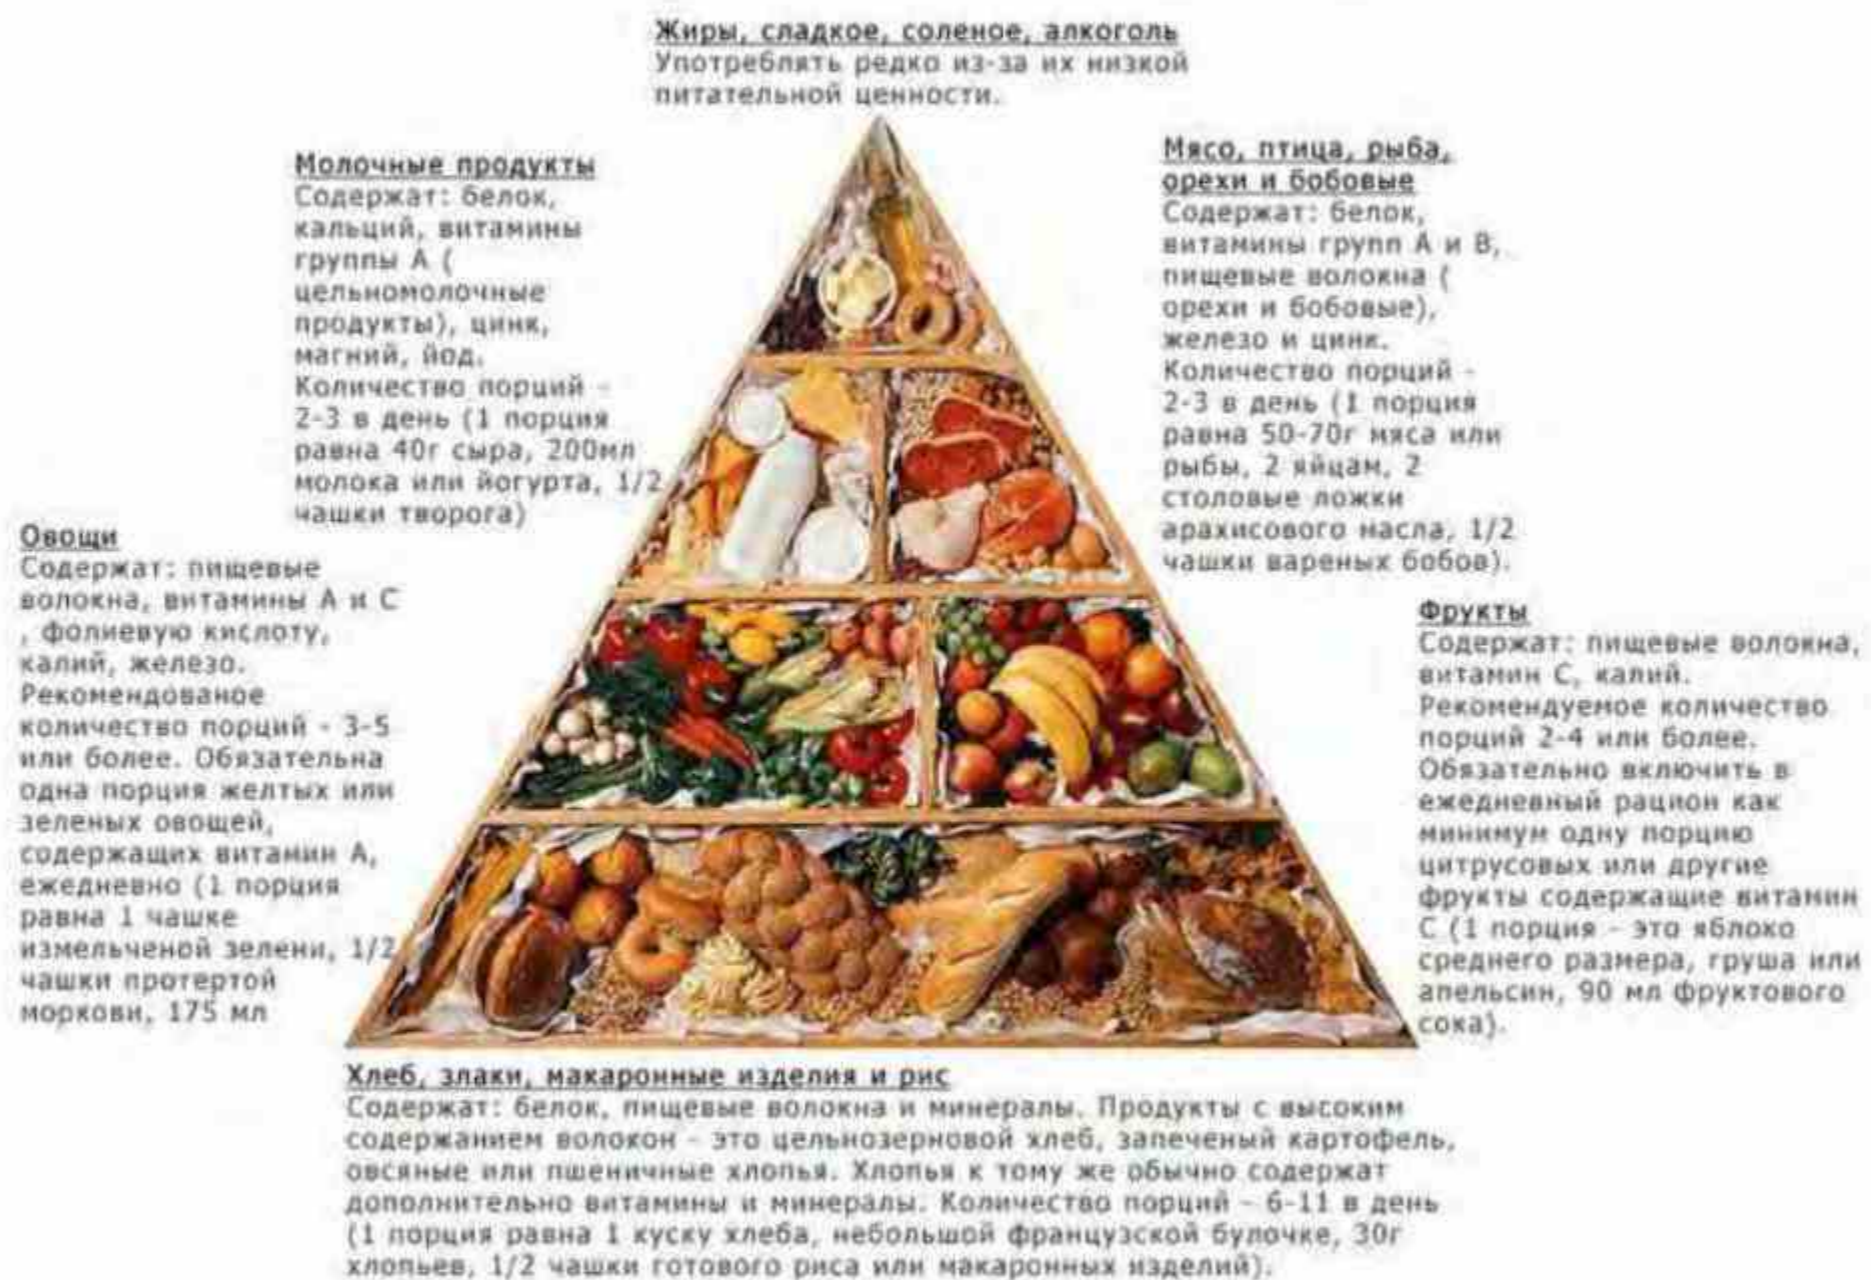 Жиры, сладкое, соленое, алкоголь
Употреблять редко из-за их низкой
питательной ценности.
Молочные продукты
Содержат: белок,
кальций, витамины
группы А (
цельномолочные
продукты), цинк,
магний, йод.
Количество порций -
2-3 в день (1 порция
равна 40г сыра, 200мл
молока или йогурта, 1/2
чашки творога)
Мясо, птица, рыба,
орехи и бобовые
Содержат: белок,
витамины групп А и В,
пищевые волокна (
орехи и бобовые),
железо и цинк.
Количество порций -
2-3 в день (1 порция
равна 50-70г мяса или
рыбы, 2 яйцам, 2
столовые ложки
арахисового масла, 1/2
чашки вареных бобов).
Овощи
Содержат: пищевые
волокна, витамины А и С
, фолиевую кислоту,
калий, железо.
Рекомендованое
количество порций - 3-5
или более. Обязательна
одна порция желтых или
зеленых овощей,
содержащих витамин А,
ежедневно (1 порция
равна 1 чашке
измельченой зелени, 1/2
чашки протертой
моркови, 175 мл
Фрукты
Содержат: пищевые волокна,
витамин С, калий.
Рекомендуемое количество
порций 2-4 или более.
Обязательно включить в
ежедневный рацион как
минимум одну порцию
цитрусовых или другие
фрукты содержащие витамин
С (1 порция - это яблоко
среднего размера, груша или
апельсин, 90 мл фруктового
сока).
Хлеб, злаки, макаронные изделия и рис
Содержат: белок, пищевые волокна и минералы. Продукты с высоким
содержанием волокон - это цельнозерновой хлеб, запеченый картофель,
овсяные или пшеничные хлопья. Хлопья к тому же обычно содержат
дополнительно витамины и минералы. Количество порций - 6-11 в день
(1 порция равна 1 куску хлеба, небольшой французской булочке, 30г
хлопьев, 1/2 чашки готового риса или макаронных изделий).